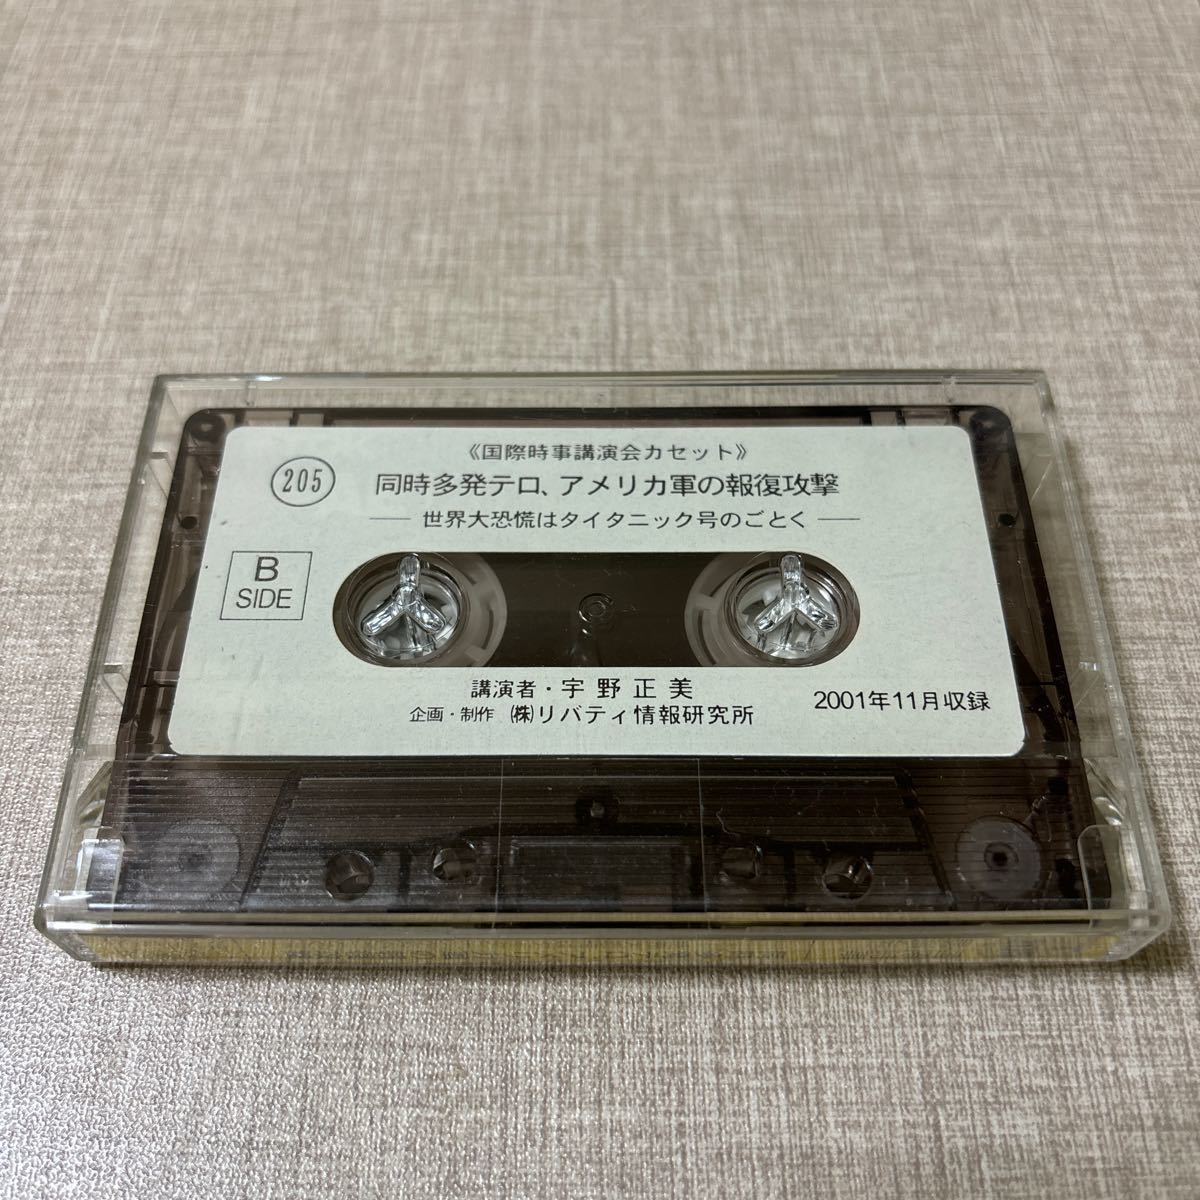 《国際時事講演会カセット》
205
同時多発テロ、アメリカ軍の報復攻撃
── 世界大恐慌はタイタニック号のごとく ──
B
SIDE
講演者・宇野正美
企画・制作 (株)リバティ情報研究所
2001年11月収録